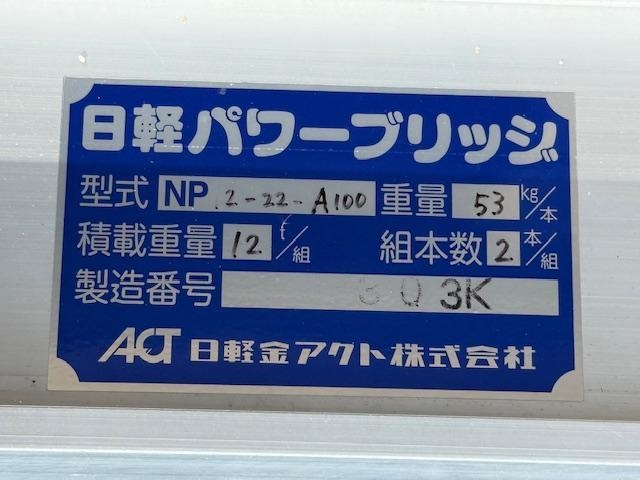 日軽パワーブリッジ
型式 NP 12-22-A100 重量 53 kg/本
積載重量 12 t/組 組本数 2 本/組
製造番号 3K
ACT 日軽金アクト株式会社